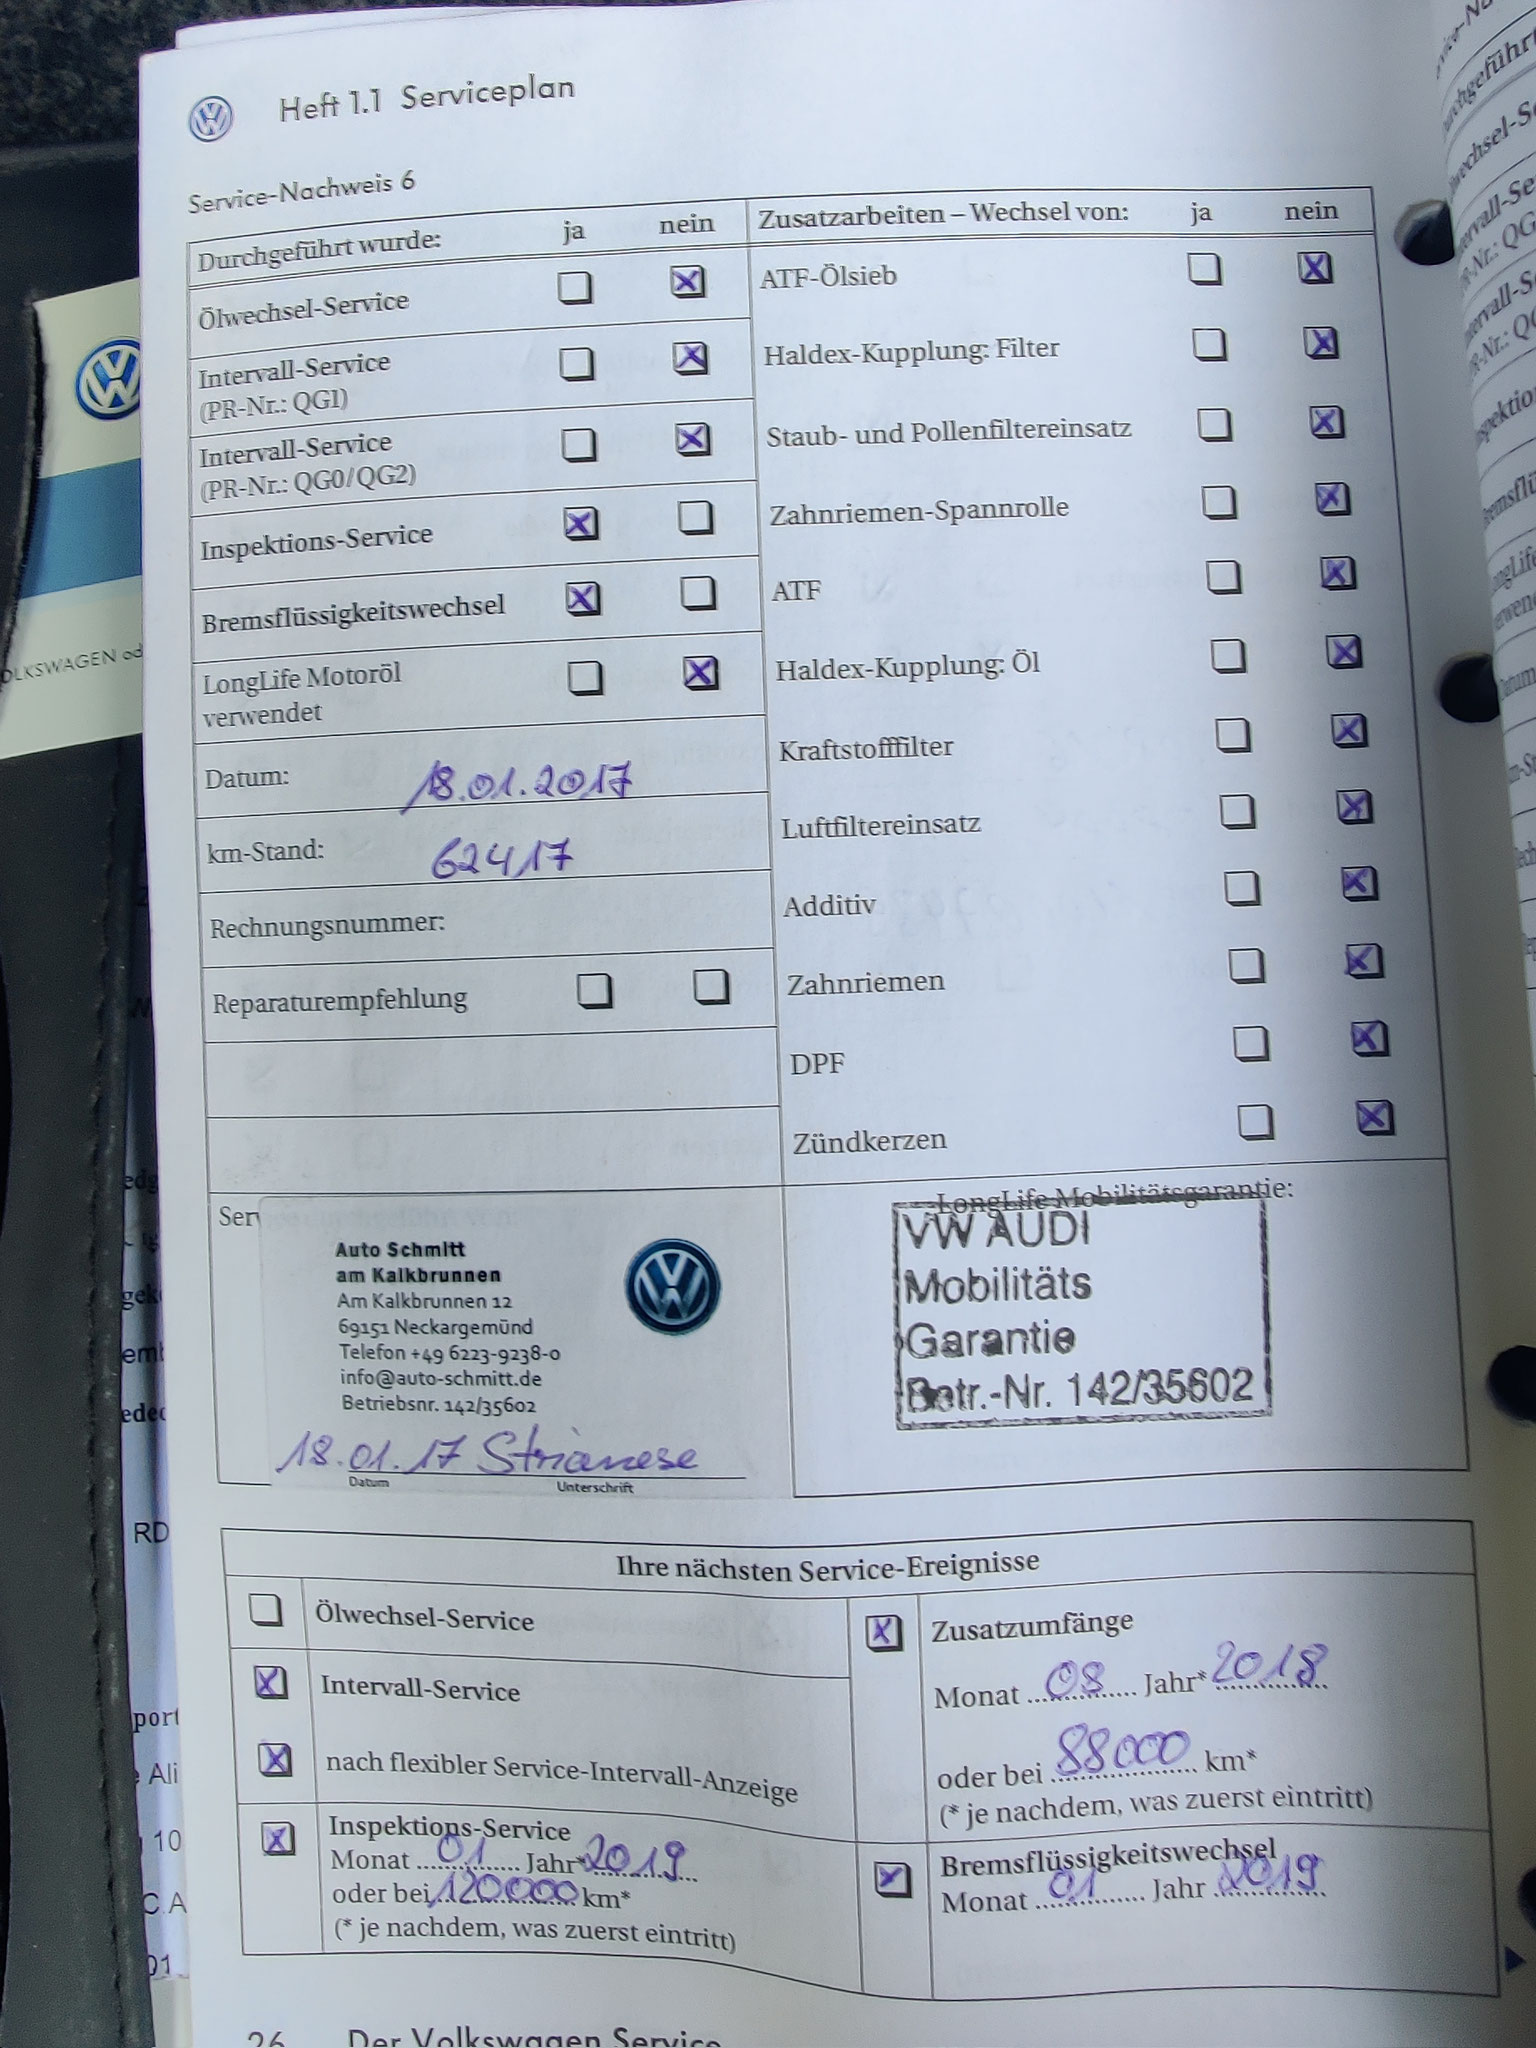 Heft 1.1 Serviceplan
Service-Nachweis 6
Durchgeführt wurde: ja nein
Ölwechsel-Service
Intervall-Service
(PR-Nr.: QG1)
Intervall-Service
(PR-Nr.: QG0/QG2)
Inspektions-Service
Bremsflüssigkeitswechsel
LongLife Motoröl
verwendet
Datum: 18.01.2017
km-Stand: 62417
Rechnungsnummer:
Reparaturempfehlung
Zusatzarbeiten – Wechsel von: ja nein
ATF-Ölsieb
Haldex-Kupplung: Filter
Staub- und Pollenfiltereinsatz
Zahnriemen-Spannrolle
ATF
Haldex-Kupplung: Öl
Kraftstofffilter
Luftfiltereinsatz
Additiv
Zahnriemen
DPF
Zündkerzen
Auto Schmitt
am Kalkbrunnen
Am Kalkbrunnen 12
69151 Neckargemünd
Telefon +49 6223-9238-0
info@auto-schmitt.de
Betriebsnr. 142/35602
18.01.17 Strianese
Datum Unterschrift
LongLife Mobilitätsgarantie:
VW AUDI
Mobilitäts
Garantie
Betr.-Nr. 142/35602
Ihre nächsten Service-Ereignisse
Ölwechsel-Service
Intervall-Service
nach flexibler Service-Intervall-Anzeige
Inspektions-Service
Monat 01 Jahr* 2019
oder bei 120000 km*
(* je nachdem, was zuerst eintritt)
Zusatzumfänge
Monat 08 Jahr* 2018
oder bei 88000 km*
(* je nachdem, was zuerst eintritt)
Bremsflüssigkeitswechsel
Monat 01 Jahr 2019
26 Der Volkswagen Service
VOLKSWAGEN
RD